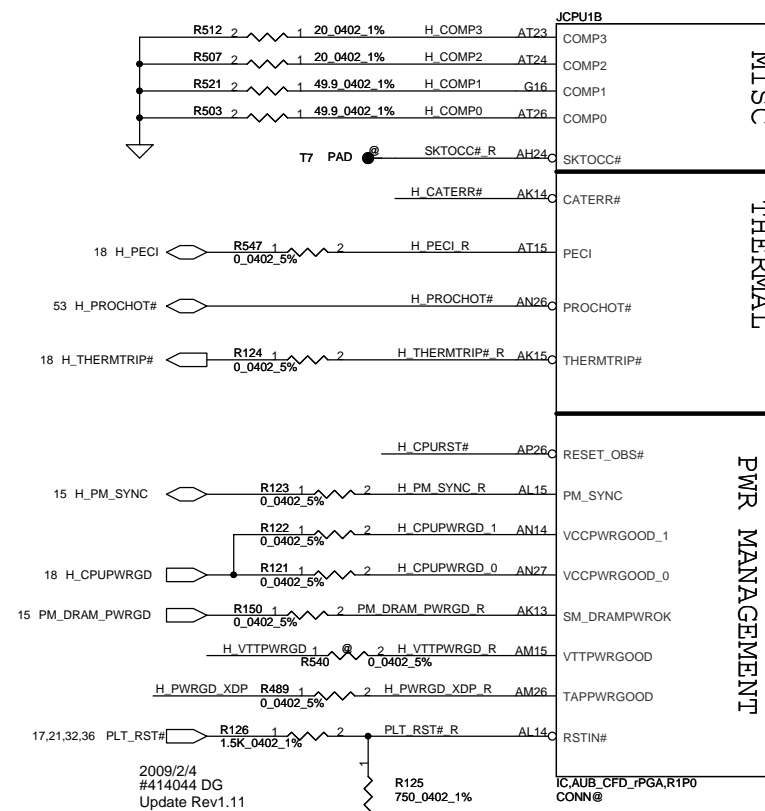 JCPU1B
R512 2 1 20_0402_1% H_COMP3 AT23 COMP3
R507 2 1 20_0402_1% H_COMP2 AT24 COMP2
R521 2 1 49.9_0402_1% H_COMP1 G16 COMP1
R503 2 1 49.9_0402_1% H_COMP0 AT26 COMP0
MISC
T7 PAD @ SKTOCC#_R AH24 SKTOCC#
H_CATERR# AK14 CATERR#
THERMAL
18 H_PECI R547 1 2 H_PECI_R AT15 PECI
0_0402_5%
53 H_PROCHOT# H_PROCHOT# AN26 PROCHOT#
18 H_THERMTRIP# R124 1 2 H_THERMTRIP#_R AK15 THERMTRIP#
0_0402_5%
H_CPURST# AP26 RESET_OBS#
PWR MANAGEMENT
15 H_PM_SYNC R123 1 2 H_PM_SYNC_R AL15 PM_SYNC
0_0402_5%
R122 1 2 H_CPUPWRGD_1 AN14 VCCPWRGOOD_1
0_0402_5%
18 H_CPUPWRGD R121 1 2 H_CPUPWRGD_0 AN27 VCCPWRGOOD_0
0_0402_5%
15 PM_DRAM_PWRGD R150 1 2 PM_DRAM_PWRGD_R AK13 SM_DRAMPWROK
0_0402_5%
H_VTTPWRGD 1 @ 2 H_VTTPWRGD_R AM15 VTTPWRGOOD
R540 0_0402_5%
H_PWRGD_XDP R489 1 2 H_PWRGD_XDP_R AM26 TAPPWRGOOD
0_0402_5%
17,21,32,36 PLT_RST# R126 1 2 PLT_RST#_R AL14 RSTIN#
1.5K_0402_1%
1
2009/2/4
#414044 DG
Update Rev1.11
R125
750_0402_1%
IC,AUB_CFD_rPGA,R1P0
CONN@